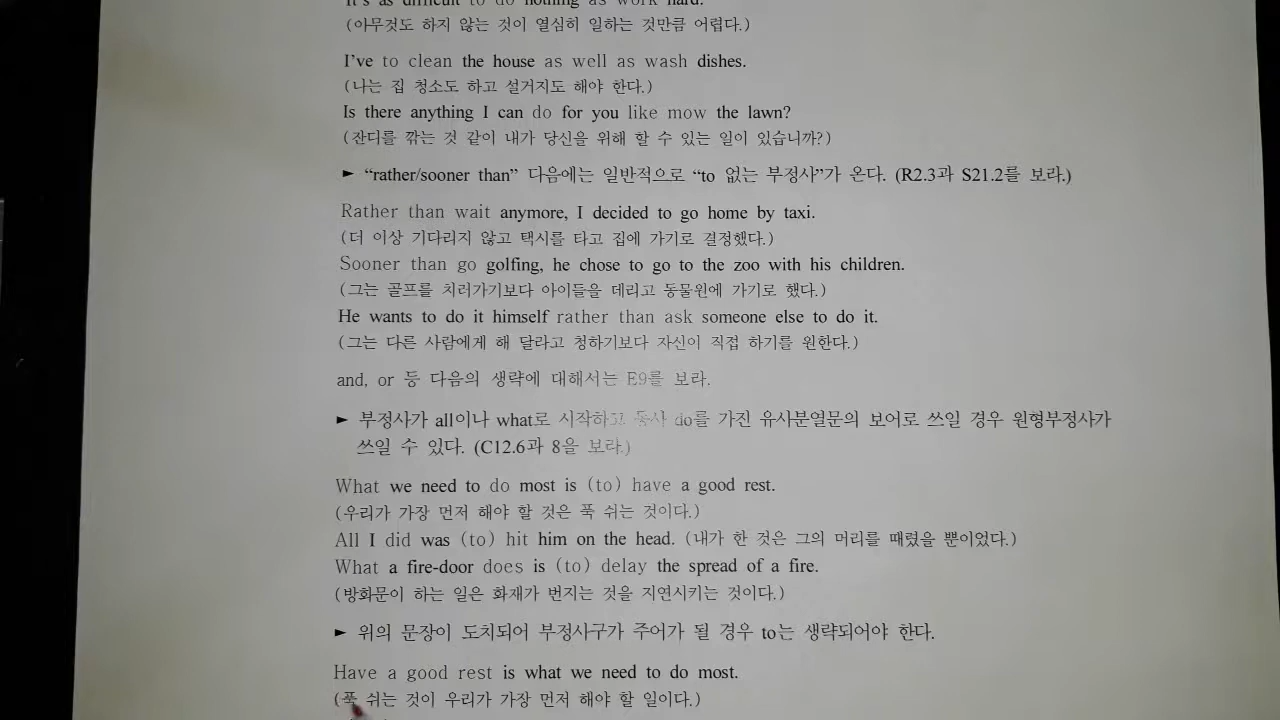 It's as difficult to do nothing as work hard.
(아무것도 하지 않는 것이 열심히 일하는 것만큼 어렵다.)
I've to clean the house as well as wash dishes.
(나는 집 청소도 하고 설거지도 해야 한다.)
Is there anything I can do for you like mow the lawn?
(잔디를 깎는 것 같이 내가 당신을 위해 할 수 있는 일이 있습니까?)
► “rather/sooner than” 다음에는 일반적으로 “to 없는 부정사”가 온다. (R2.3과 S21.2를 보라.)
Rather than wait anymore, I decided to go home by taxi.
(더 이상 기다리지 않고 택시를 타고 집에 가기로 결정했다.)
Sooner than go golfing, he chose to go to the zoo with his children.
(그는 골프를 치러가기보다 아이들을 데리고 동물원에 가기로 했다.)
He wants to do it himself rather than ask someone else to do it.
(그는 다른 사람에게 해 달라고 청하기보다 자신이 직접 하기를 원한다.)
and, or 등 다음의 생략에 대해서는 E9를 보라.
► 부정사가 all이나 what로 시작하고 동사 do를 가진 유사분열문의 보어로 쓰일 경우 원형부정사가
쓰일 수 있다. (C12.6과 8을 보라.)
What we need to do most is (to) have a good rest.
(우리가 가장 먼저 해야 할 것은 푹 쉬는 것이다.)
All I did was (to) hit him on the head. (내가 한 것은 그의 머리를 때렸을 뿐이었다.)
What a fire-door does is (to) delay the spread of a fire.
(방화문이 하는 일은 화재가 번지는 것을 지연시키는 것이다.)
► 위의 문장이 도치되어 부정사구가 주어가 될 경우 to는 생략되어야 한다.
Have a good rest is what we need to do most.
(푹 쉬는 것이 우리가 가장 먼저 해야 할 일이다.)